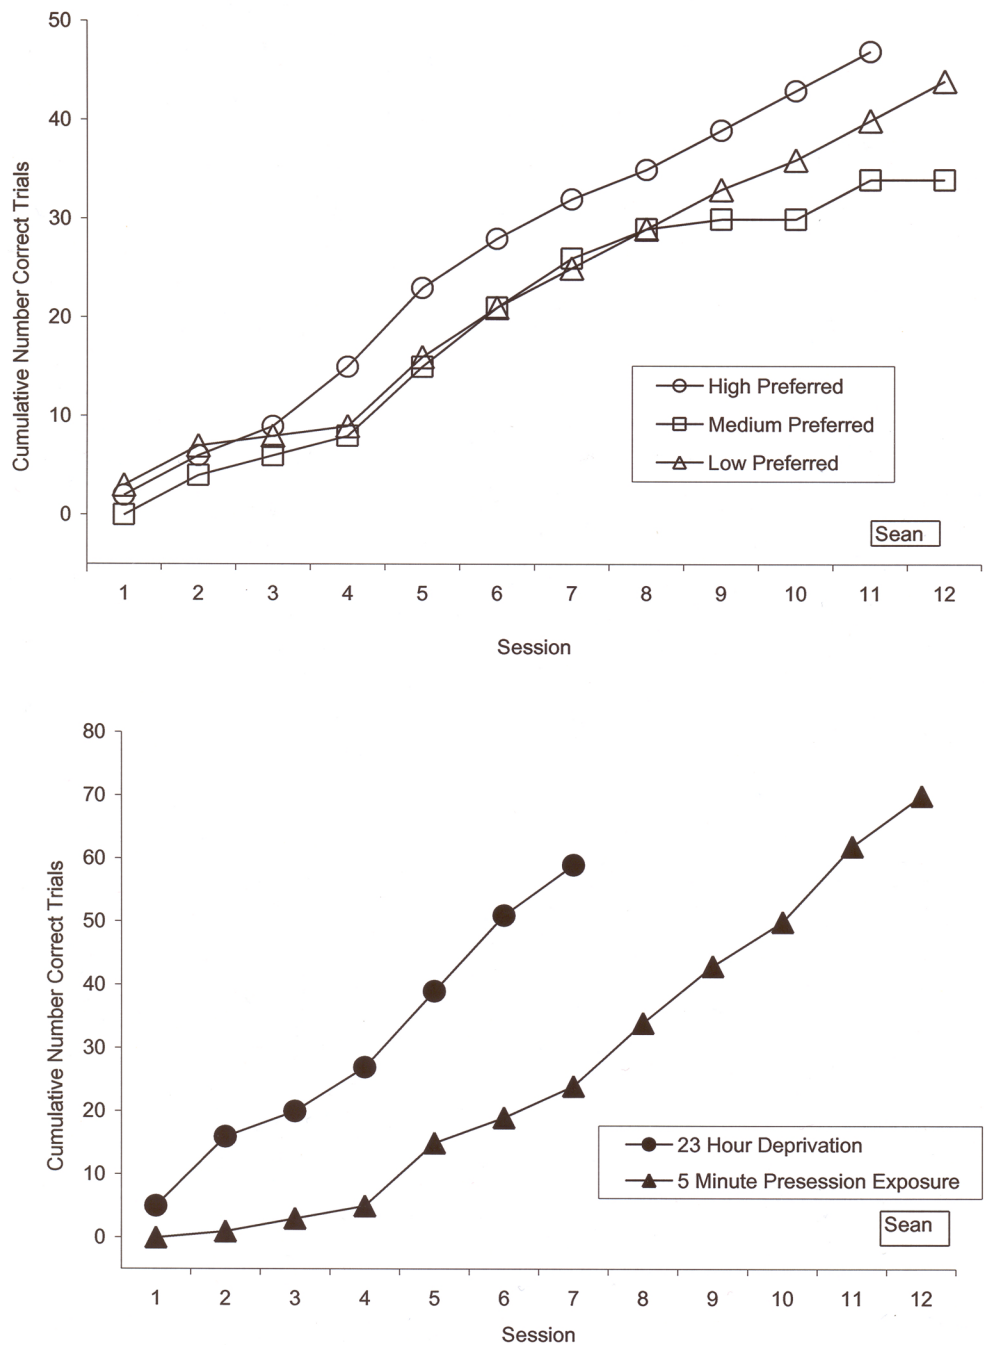 50
40
30
20
10
0
Cumulative Number Correct Trials
High Preferred
Medium Preferred
Low Preferred
Sean
1 2 3 4 5 6 7 8 9 10 11 12
Session
80
70
60
50
40
30
20
10
0
Cumulative Number Correct Trials
23 Hour Deprivation
5 Minute Presession Exposure
Sean
1 2 3 4 5 6 7 8 9 10 11 12
Session